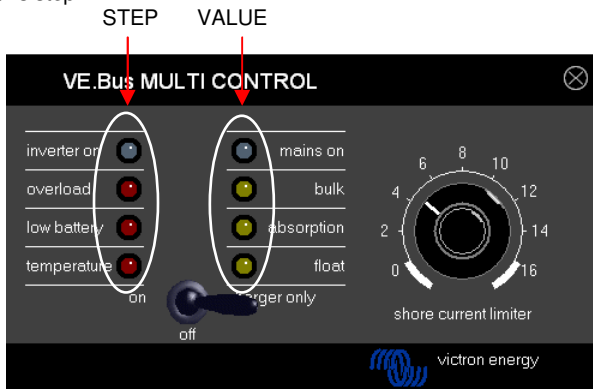 STEP VALUE
VE.Bus MULTI CONTROL
inverter on
overload
low battery
temperature
mains on
bulk
absorption
float
on
off
rger only
0 2 4 6 8 10 12 14 16
shore current limiter
victron energy